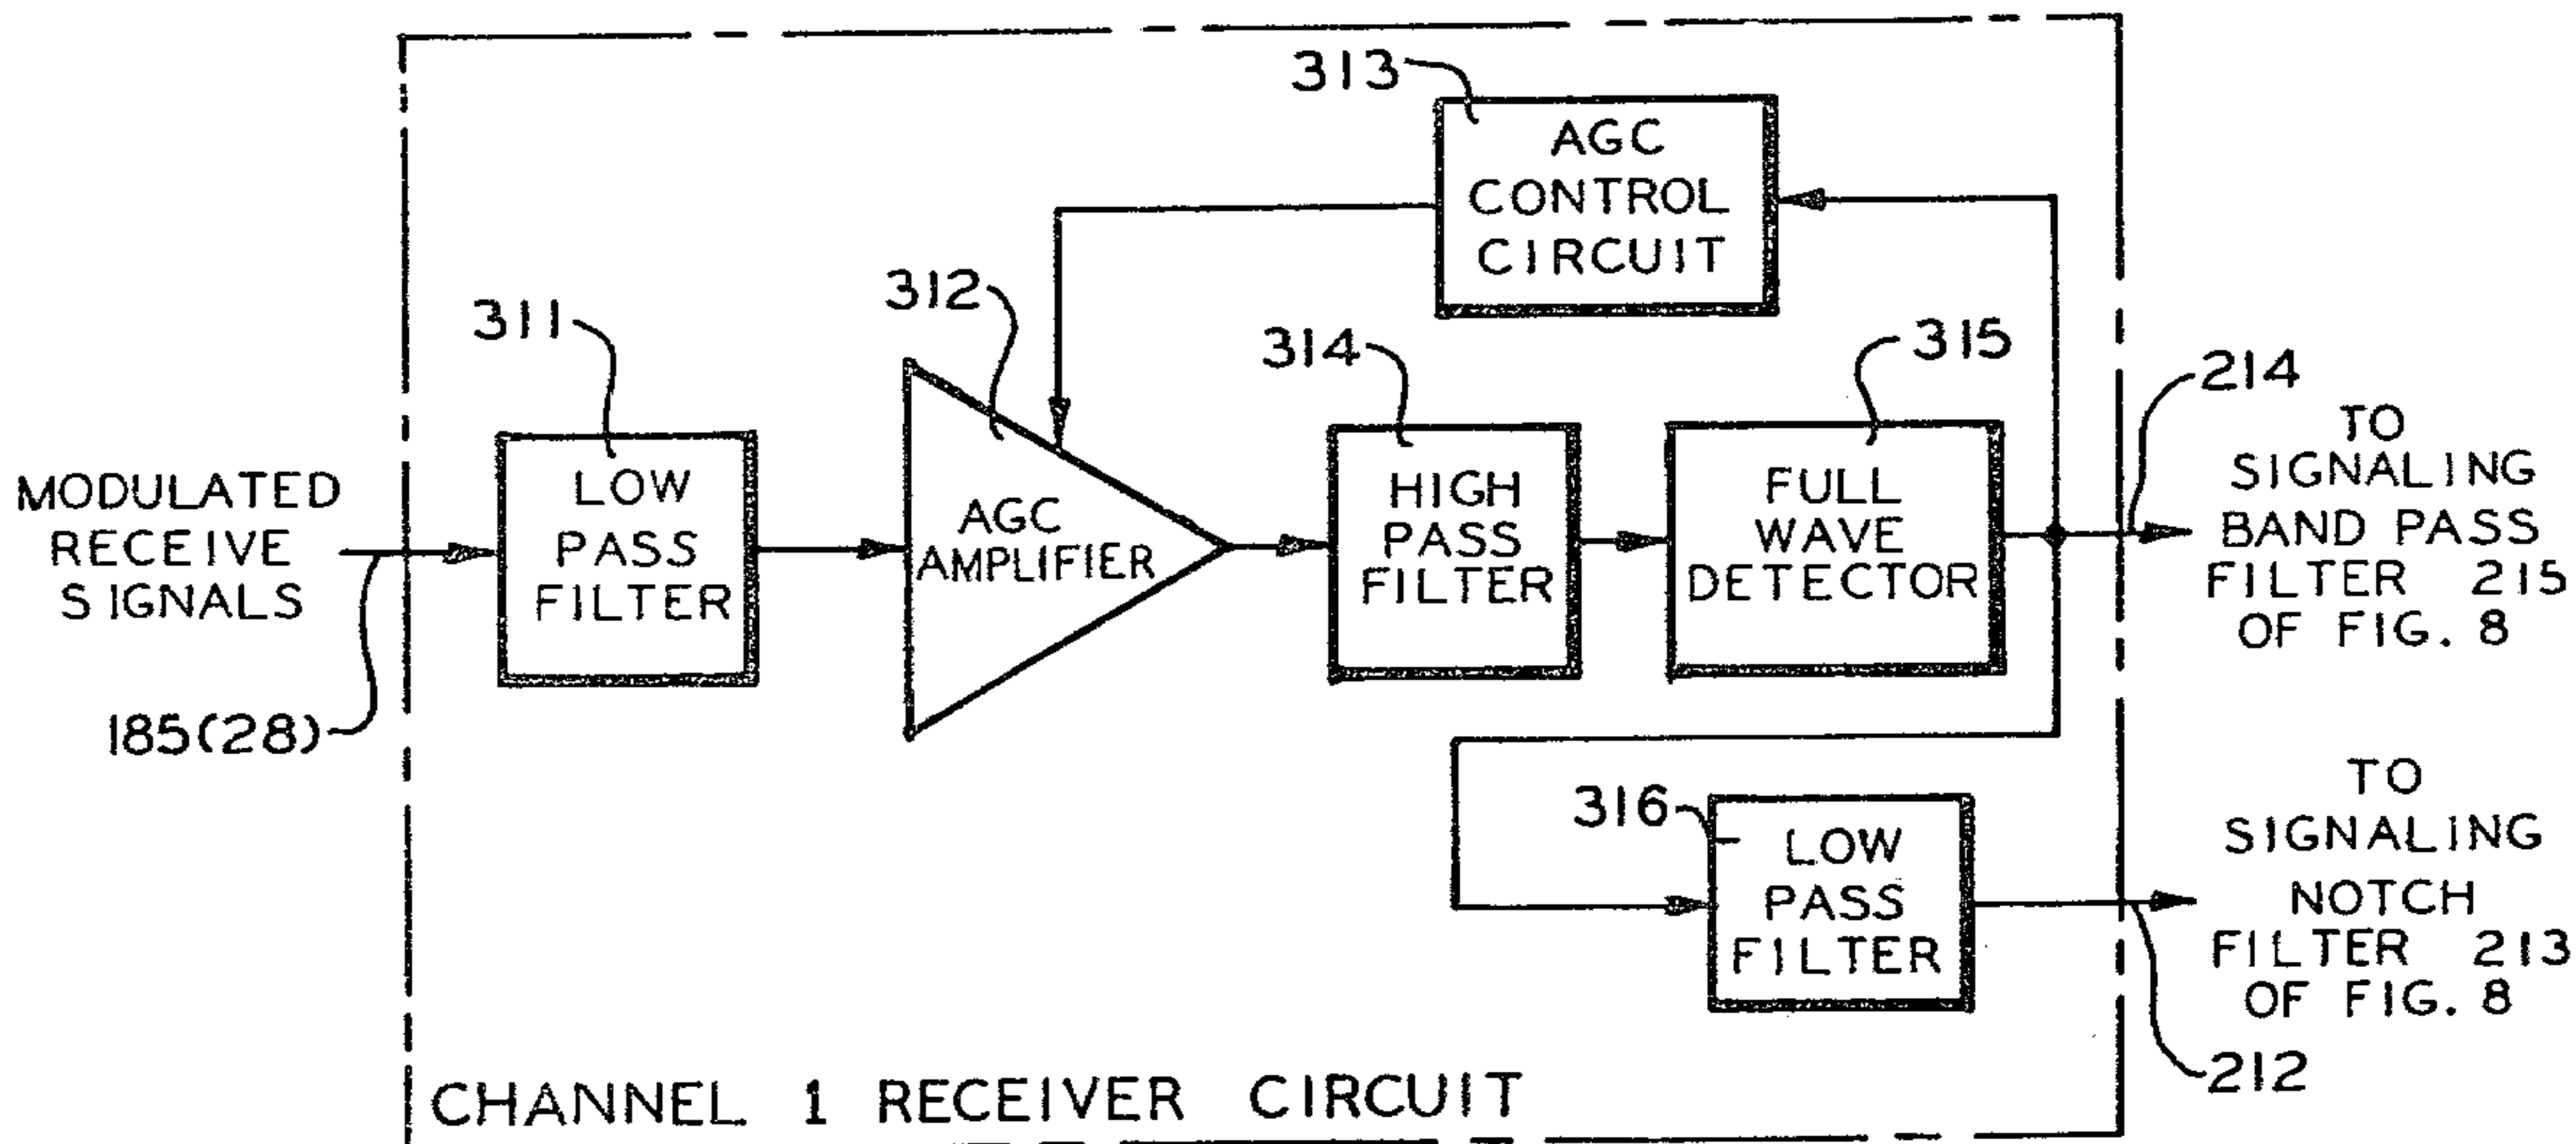 313
AGC
CONTROL
CIRCUIT
312
311
314
315
214
MODULATED
RECEIVE
SIGNALS
LOW
PASS
FILTER
AGC
AMPLIFIER
HIGH
PASS
FILTER
FULL
WAVE
DETECTOR
TO
SIGNALING
BAND PASS
FILTER 215
OF FIG. 8
185(28)
316
LOW
PASS
FILTER
TO
SIGNALING
NOTCH
FILTER 213
OF FIG. 8
212
CHANNEL 1 RECEIVER CIRCUIT